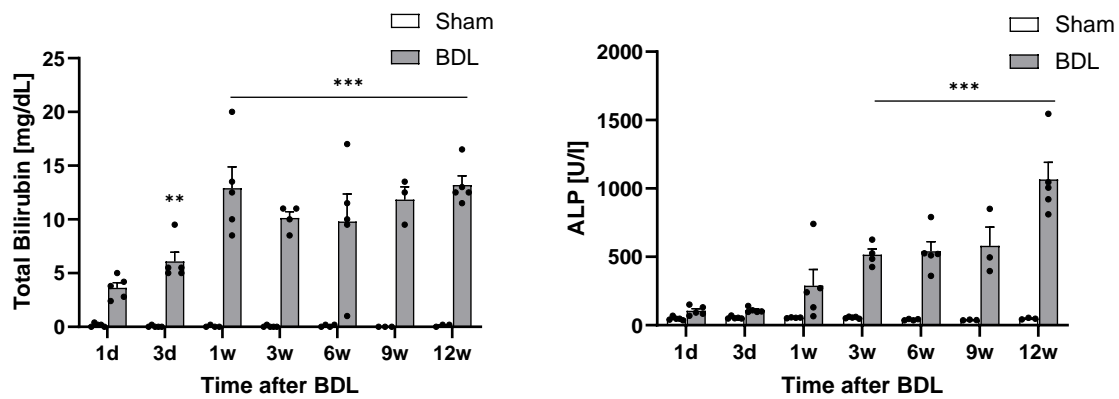 Sham
BDL
Total Bilirubin [mg/dL]
25
20
15
10
5
0
**
***
1d 3d 1w 3w 6w 9w 12w
Time after BDL
Sham
BDL
ALP [U/l]
2000
1500
1000
500
0
***
1d 3d 1w 3w 6w 9w 12w
Time after BDL